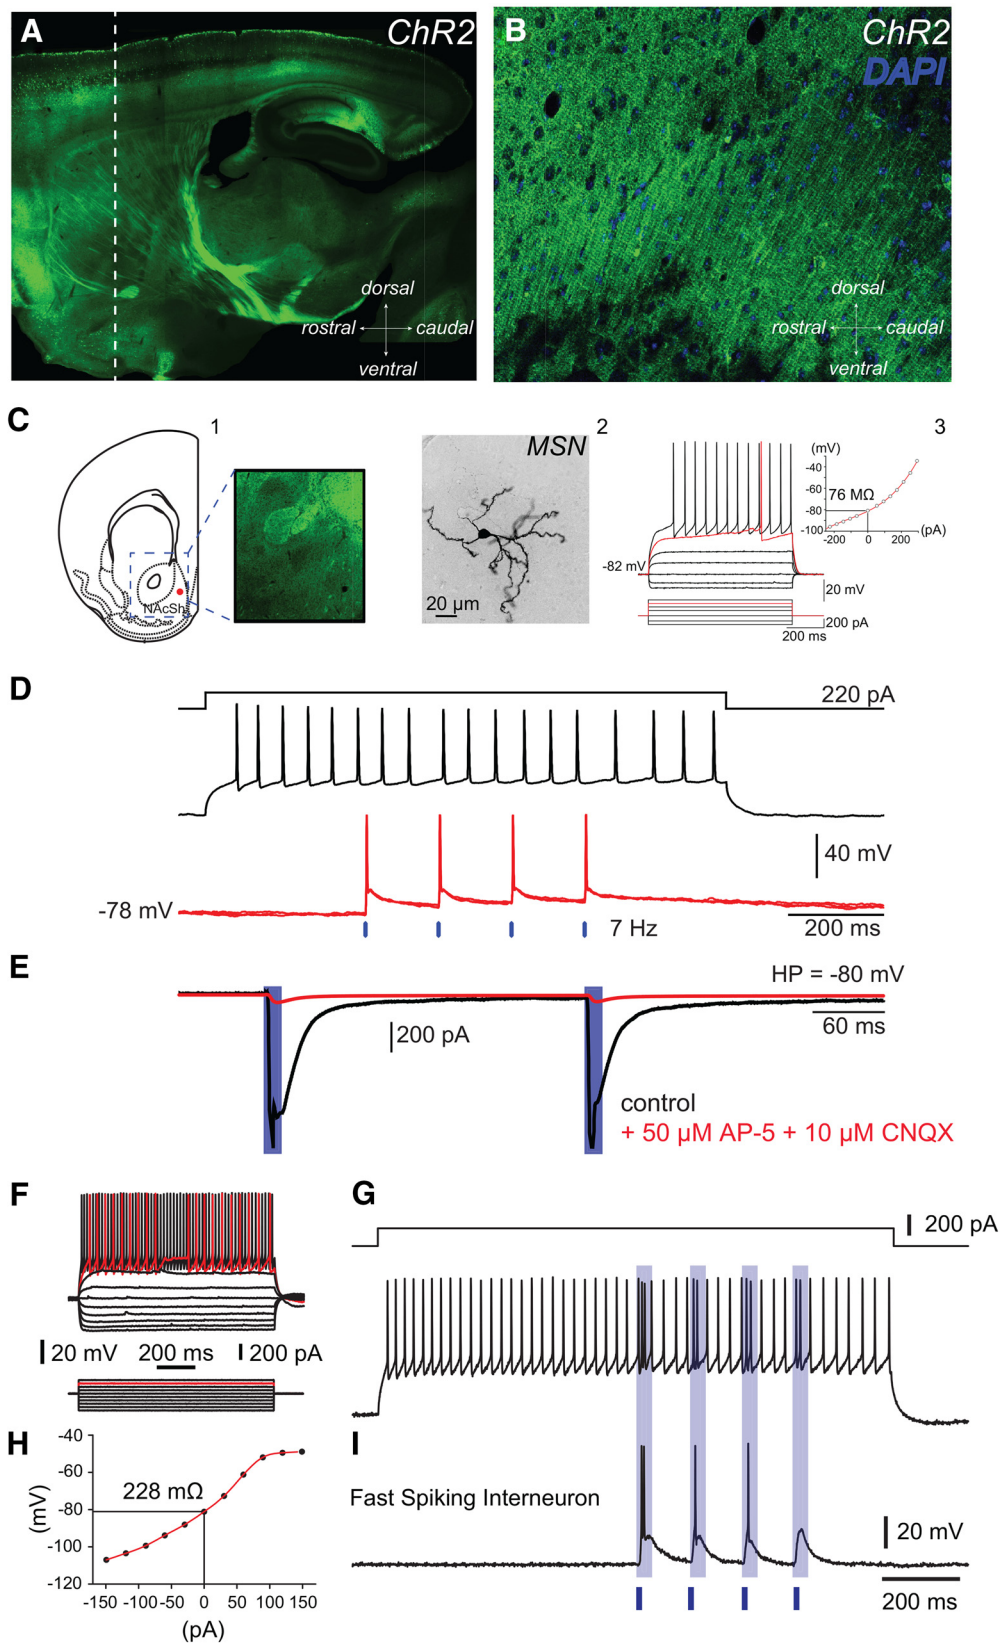 A
ChR2
dorsal
rostral
caudal
ventral
B
ChR2
DAPI
dorsal
rostral
caudal
ventral
C
1
NAcSh
2
MSN
20 µm
3
-82 mV
20 mV
200 pA
200 ms
(mV)
-40
-60
76 MΩ
-80
-100
-200
0
200
(pA)
D
220 pA
40 mV
-78 mV
7 Hz
200 ms
E
HP = -80 mV
60 ms
200 pA
control
+ 50 µM AP-5 + 10 µM CNQX
F
20 mV
200 ms
200 pA
G
200 pA
H
-40
-60
228 mΩ
(mV)
-80
-100
-120
-150 -100 -50 0 50 100 150
(pA)
I
Fast Spiking Interneuron
20 mV
200 ms